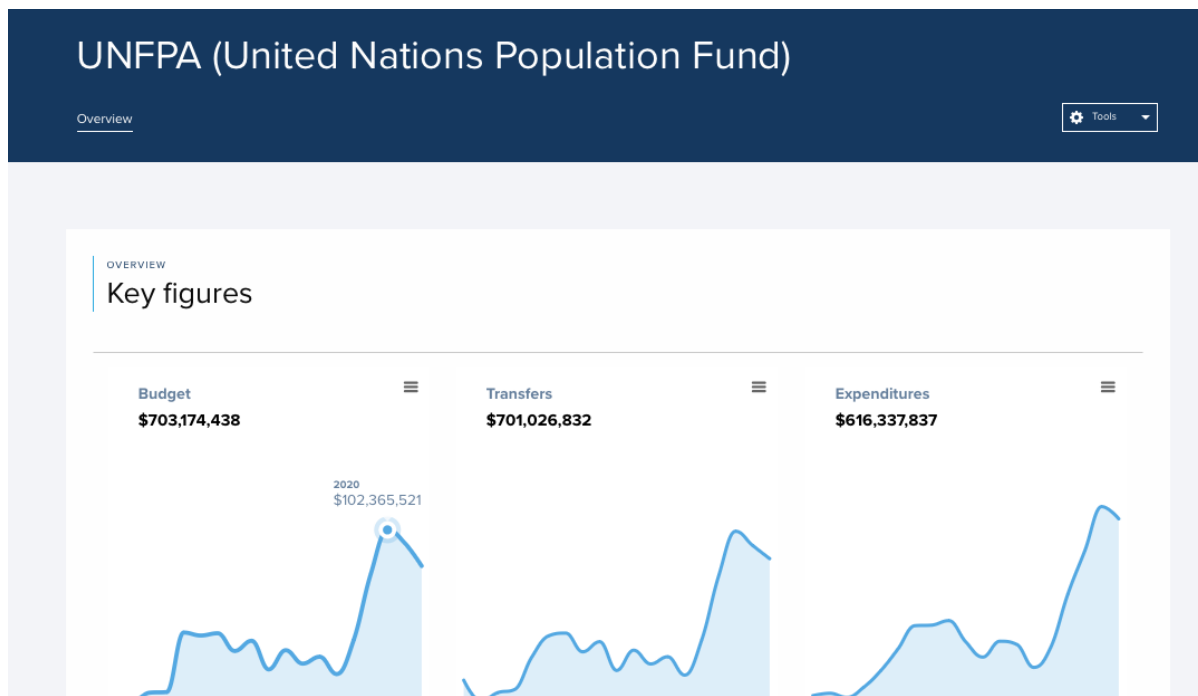 UNFPA (United Nations Population Fund)
Overview
Tools
OVERVIEW
Key figures
Budget
$703,174,438
2020
$102,365,521
Transfers
$701,026,832
Expenditures
$616,337,837